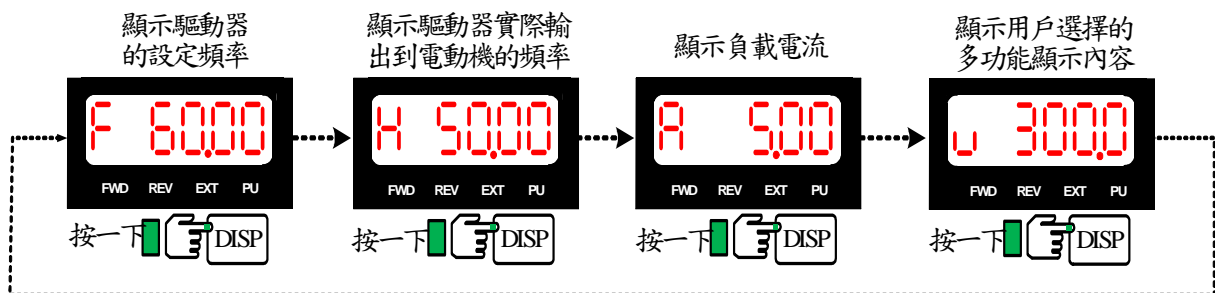 顯示驅動器
的設定頻率
F 60.00
FWD REV EXT PU
按一下 DISP
顯示驅動器實際輸
出到電動機的頻率
H 50.00
FWD REV EXT PU
按一下 DISP
顯示負載電流
A 5.00
FWD REV EXT PU
按一下 DISP
顯示用戶選擇的
多功能顯示內容
u 300.0
FWD REV EXT PU
按一下 DISP